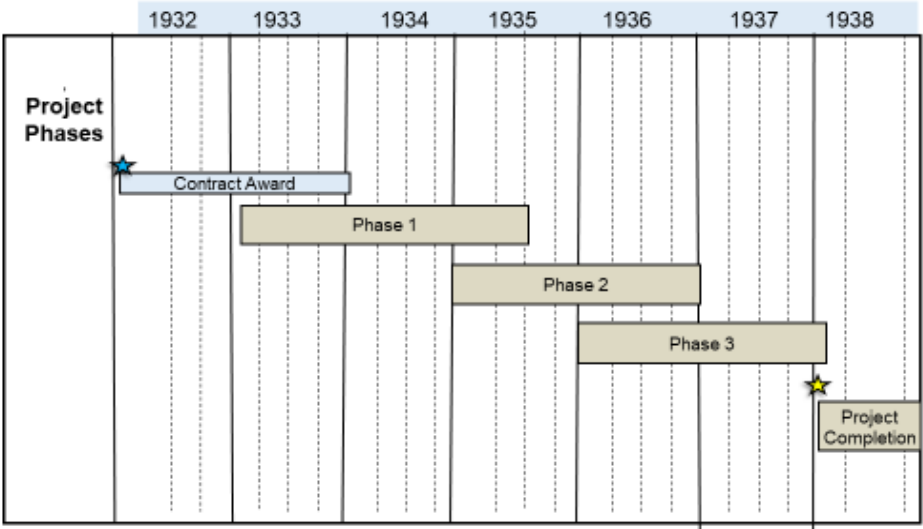 1932 1933 1934 1935 1936 1937 1938
Project
Phases
Contract Award
Phase 1
Phase 2
Phase 3
Project
Completion